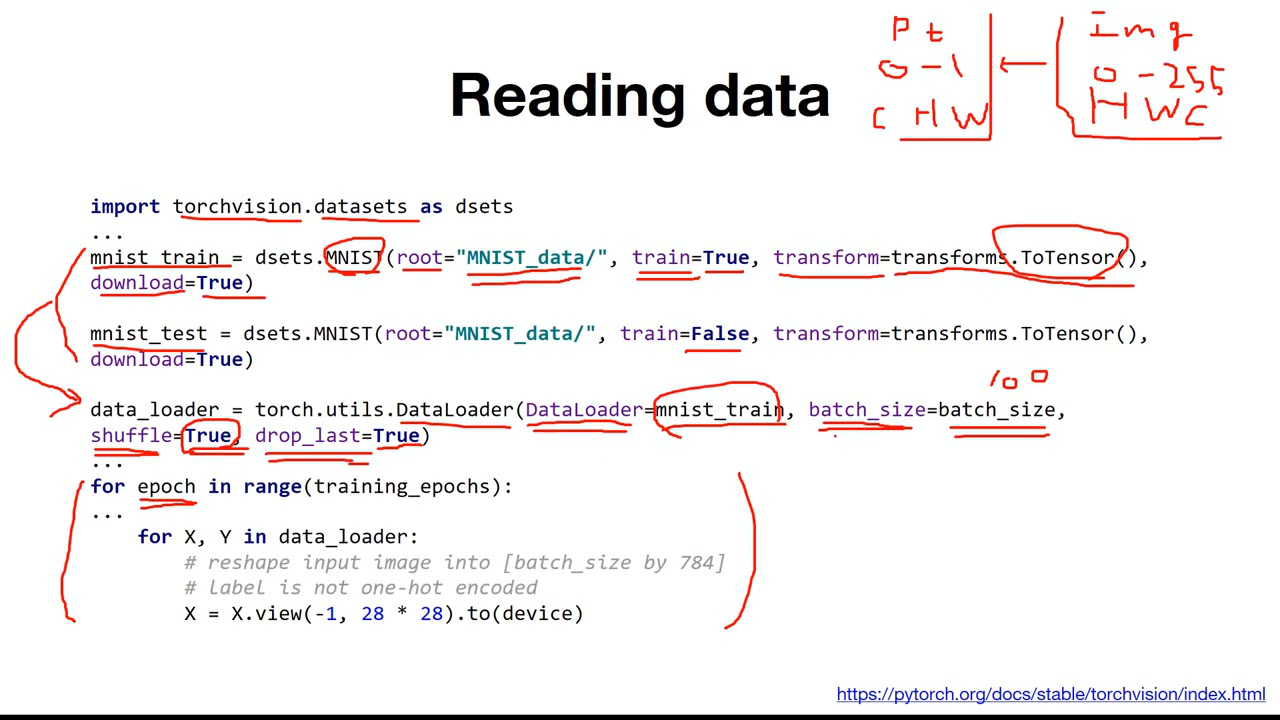 Pt
0-1
C H W
Img
0-255
H W C
Reading data
import torchvision.datasets as dsets
...
mnist_train = dsets.MNIST(root="MNIST_data/", train=True, transform=transforms.ToTensor(),
download=True)
mnist_test = dsets.MNIST(root="MNIST_data/", train=False, transform=transforms.ToTensor(),
download=True)
100
data_loader = torch.utils.DataLoader(DataLoader=mnist_train, batch_size=batch_size,
shuffle=True, drop_last=True)
...
for epoch in range(training_epochs):
...
for X, Y in data_loader:
# reshape input image into [batch_size by 784]
# label is not one-hot encoded
X = X.view(-1, 28 * 28).to(device)
https://pytorch.org/docs/stable/torchvision/index.html